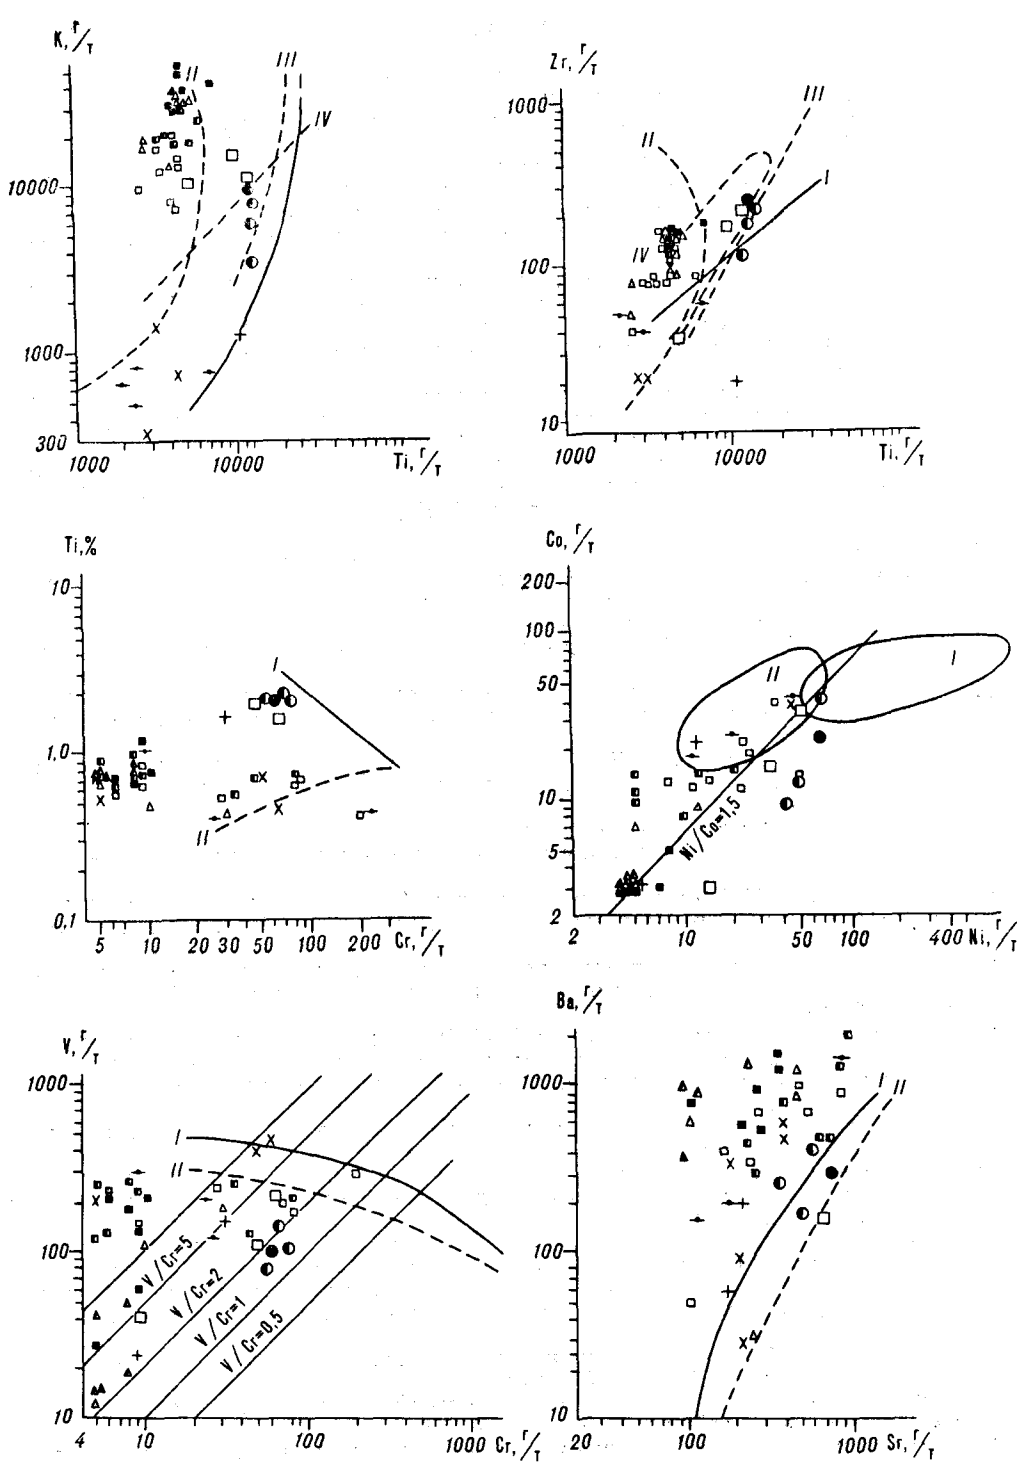 К, г/т
II
III
IV
10000
1000
300
1000
10000
Ti, г/т
Zr, г/т
1000
III
II
I
IV
100
10
1000
10000
Ti, г/т
Ti,%
10
I
1,0
II
0,1
5
10
20
30
50
100
200
Cr, г/т
Co, г/т
200
100
50
II
I
10
Ni/Co=1,5
5
2
2
10
50
100
400
Ni, г/т
V, г/т
1000
I
II
100
V/Cr=5
V/Cr=2
V/Cr=1
V/Cr=0,5
10
4
10
100
1000
Cr, г/т
Ba, г/т
1000
I
II
100
10
20
100
1000
Sr, г/т